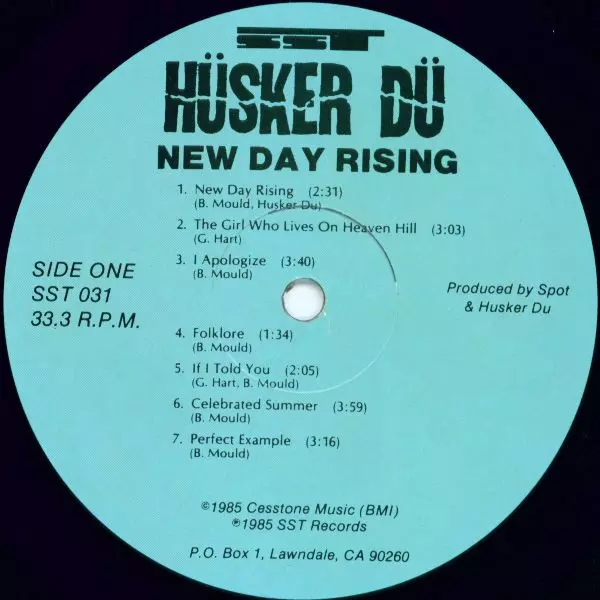 SST
HÜSKER DÜ
NEW DAY RISING
1. New Day Rising (2:31)
(B. Mould, Husker Du)
2. The Girl Who Lives On Heaven Hill (3:03)
(G. Hart)
3. I Apologize (3:40)
(B. Mould)
SIDE ONE
SST 031
33.3 R.P.M.
Produced by Spot
& Husker Du
4. Folklore (1:34)
(B. Mould)
5. If I Told You (2:05)
(G. Hart, B. Mould)
6. Celebrated Summer (3:59)
(B. Mould)
7. Perfect Example (3:16)
(B. Mould)
©1985 Cesstone Music (BMI)
℗1985 SST Records
P.O. Box 1, Lawndale, CA 90260